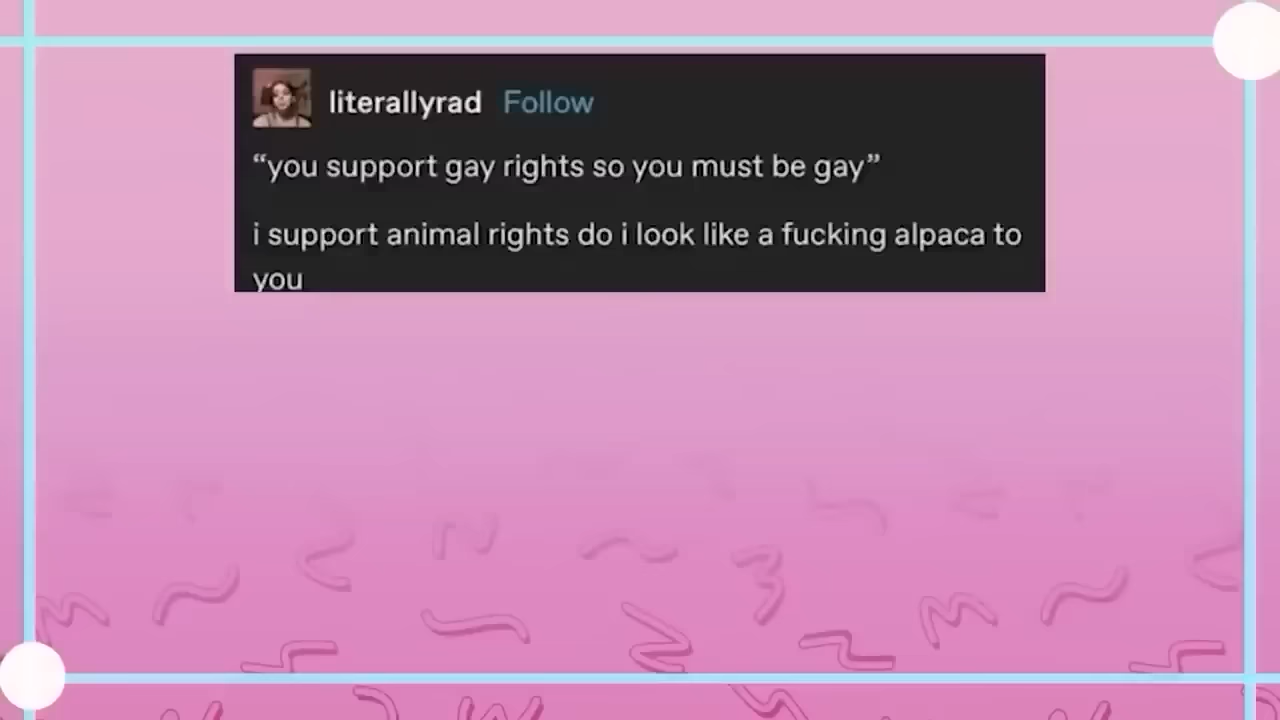 literallyrad Follow
“you support gay rights so you must be gay”
i support animal rights do i look like a fucking alpaca to
you